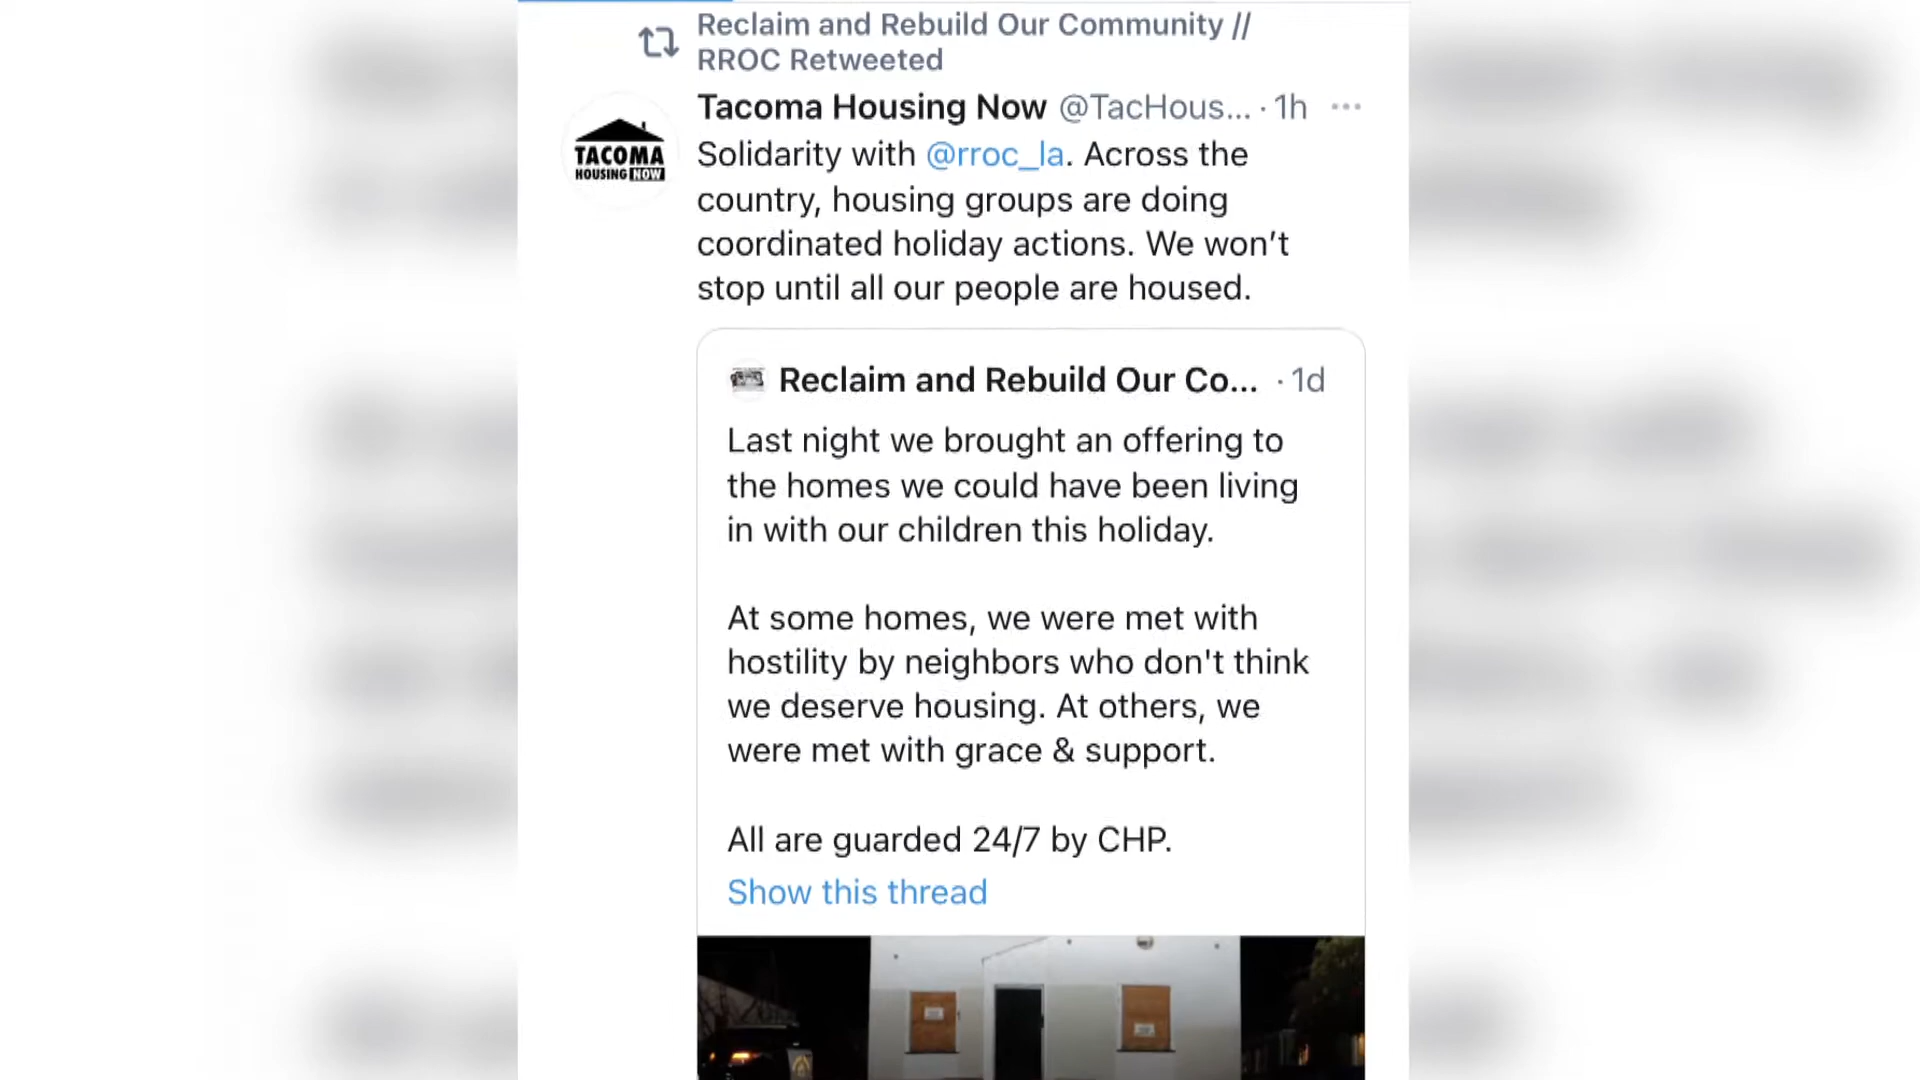 Reclaim and Rebuild Our Community //
RROC Retweeted
Tacoma Housing Now @TacHous... · 1h
TACOMA
HOUSING NOW
Solidarity with @rroc_la. Across the
country, housing groups are doing
coordinated holiday actions. We won’t
stop until all our people are housed.
Reclaim and Rebuild Our Co... · 1d
Last night we brought an offering to
the homes we could have been living
in with our children this holiday.
At some homes, we were met with
hostility by neighbors who don't think
we deserve housing. At others, we
were met with grace & support.
All are guarded 24/7 by CHP.
Show this thread